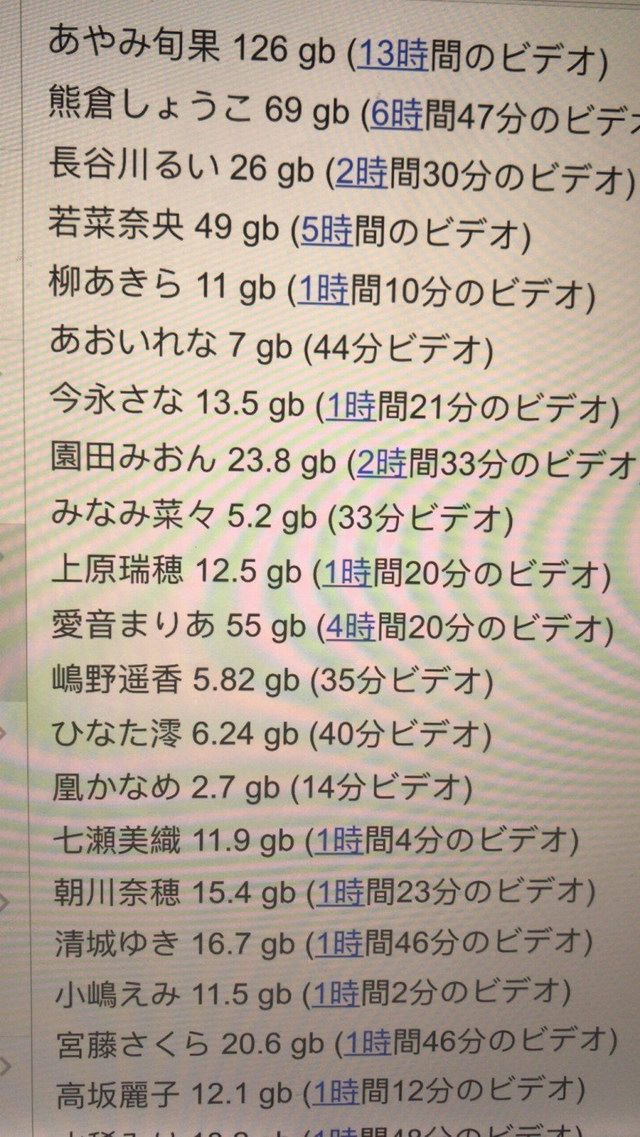 あやみ旬果 126 gb (13時間のビデオ)
熊倉しょうこ 69 gb (6時間47分のビデオ
長谷川るい 26 gb (2時間30分のビデオ)
若菜奈央 49 gb (5時間のビデオ)
柳あきら 11 gb (1時間10分のビデオ)
あおいれな 7 gb (44分ビデオ)
今永さな 13.5 gb (1時間21分のビデオ)
園田みおん 23.8 gb (2時間33分のビデオ
みなみ菜々 5.2 gb (33分ビデオ)
上原瑞穂 12.5 gb (1時間20分のビデオ)
愛音まりあ 55 gb (4時間20分のビデオ)
嶋野遥香 5.82 gb (35分ビデオ)
ひなた澪 6.24 gb (40分ビデオ)
凰かなめ 2.7 gb (14分ビデオ)
七瀬美織 11.9 gb (1時間4分のビデオ)
朝川奈穂 15.4 gb (1時間23分のビデオ)
清城ゆき 16.7 gb (1時間46分のビデオ)
小嶋えみ 11.5 gb (1時間2分のビデオ)
宮藤さくら 20.6 gb (1時間46分のビデオ)
高坂麗子 12.1 gb (1時間12分のビデオ)